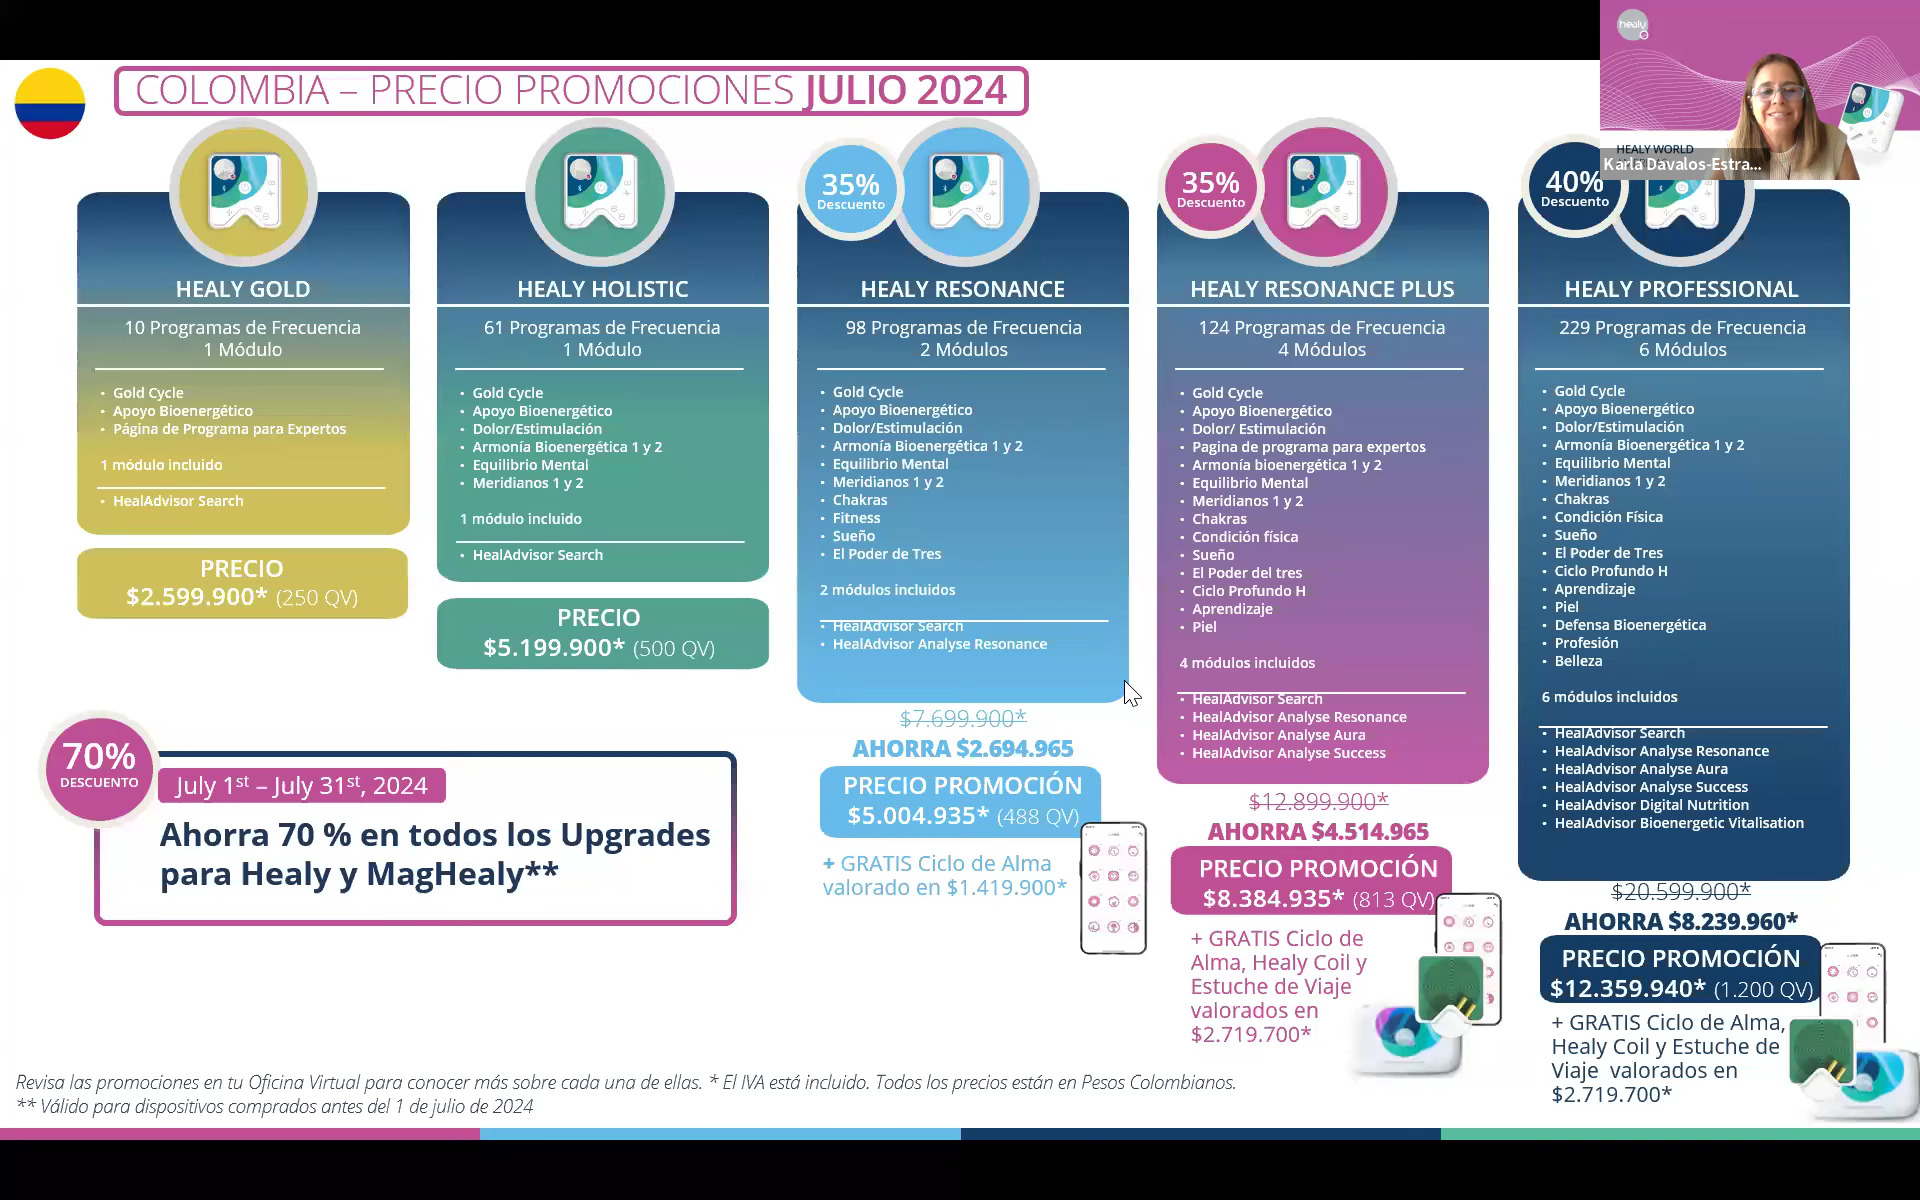 COLOMBIA – PRECIO PROMOCIONES JULIO 2024
healy
HEALY WORLD
Karla Davalos-Estra...
HEALY GOLD
10 Programas de Frecuencia
1 Módulo
• Gold Cycle
• Apoyo Bioenergético
• Página de Programa para Expertos
1 módulo incluido
• HealAdvisor Search
PRECIO
$2.599.900* (250 QV)
HEALY HOLISTIC
61 Programas de Frecuencia
1 Módulo
• Gold Cycle
• Apoyo Bioenergético
• Dolor/Estimulación
• Armonía Bioenergética 1 y 2
• Equilibrio Mental
• Meridianos 1 y 2
1 módulo incluido
• HealAdvisor Search
PRECIO
$5.199.900* (500 QV)
35%
Descuento
HEALY RESONANCE
98 Programas de Frecuencia
2 Módulos
• Gold Cycle
• Apoyo Bioenergético
• Dolor/Estimulación
• Armonía Bioenergética 1 y 2
• Equilibrio Mental
• Meridianos 1 y 2
• Chakras
• Fitness
• Sueño
• El Poder de Tres
2 módulos incluidos
• HealAdvisor Search
• HealAdvisor Analyse Resonance
$7.699.900*
AHORRA $2.694.965
PRECIO PROMOCIÓN
$5.004.935* (488 QV)
+ GRATIS Ciclo de Alma
valorado en $1.419.900*
35%
Descuento
HEALY RESONANCE PLUS
124 Programas de Frecuencia
4 Módulos
• Gold Cycle
• Apoyo Bioenergético
• Dolor/ Estimulación
• Pagina de programa para expertos
• Armonía bioenergética 1 y 2
• Equilibrio Mental
• Meridianos 1 y 2
• Chakras
• Condición física
• Sueño
• El Poder del tres
• Ciclo Profundo H
• Aprendizaje
• Piel
4 módulos incluidos
• HealAdvisor Search
• HealAdvisor Analyse Resonance
• HealAdvisor Analyse Aura
• HealAdvisor Analyse Success
$12.899.900*
AHORRA $4.514.965
PRECIO PROMOCIÓN
$8.384.935* (813 QV)
+ GRATIS Ciclo de
Alma, Healy Coil y
Estuche de Viaje
valorados en
$2.719.700*
40%
Descuento
HEALY PROFESSIONAL
229 Programas de Frecuencia
6 Módulos
• Gold Cycle
• Apoyo Bioenergético
• Dolor/Estimulación
• Armonía Bioenergética 1 y 2
• Equilibrio Mental
• Meridianos 1 y 2
• Chakras
• Condición Física
• Sueño
• El Poder de Tres
• Ciclo Profundo H
• Aprendizaje
• Piel
• Defensa Bioenergética
• Profesión
• Belleza
6 módulos incluidos
• HealAdvisor Search
• HealAdvisor Analyse Resonance
• HealAdvisor Analyse Aura
• HealAdvisor Analyse Success
• HealAdvisor Digital Nutrition
• HealAdvisor Bioenergetic Vitalisation
$20.599.900*
AHORRA $8.239.960*
PRECIO PROMOCIÓN
$12.359.940* (1.200 QV)
+ GRATIS Ciclo de Alma,
Healy Coil y Estuche de
Viaje valorados en
$2.719.700*
70%
DESCUENTO
July 1st – July 31st, 2024
Ahorra 70 % en todos los Upgrades
para Healy y MagHealy**
Revisa las promociones en tu Oficina Virtual para conocer más sobre cada una de ellas. * El IVA está incluido. Todos los precios están en Pesos Colombianos.
** Válido para dispositivos comprados antes del 1 de julio de 2024